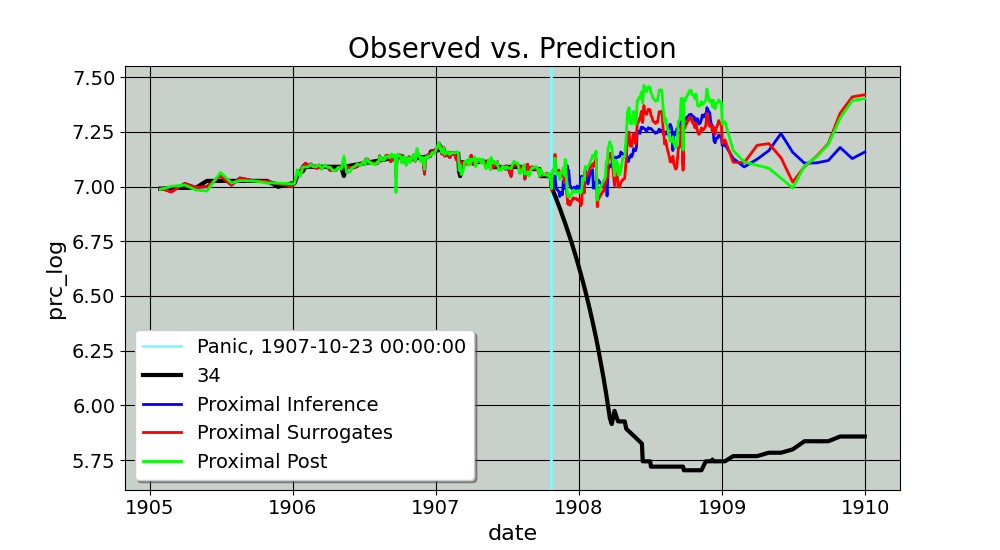 Observed vs. Prediction
prc_log
7.50
7.25
7.00
6.75
6.50
6.25
6.00
5.75
Panic, 1907-10-23 00:00:00
34
Proximal Inference
Proximal Surrogates
Proximal Post
1905 1906 1907 1908 1909 1910
date